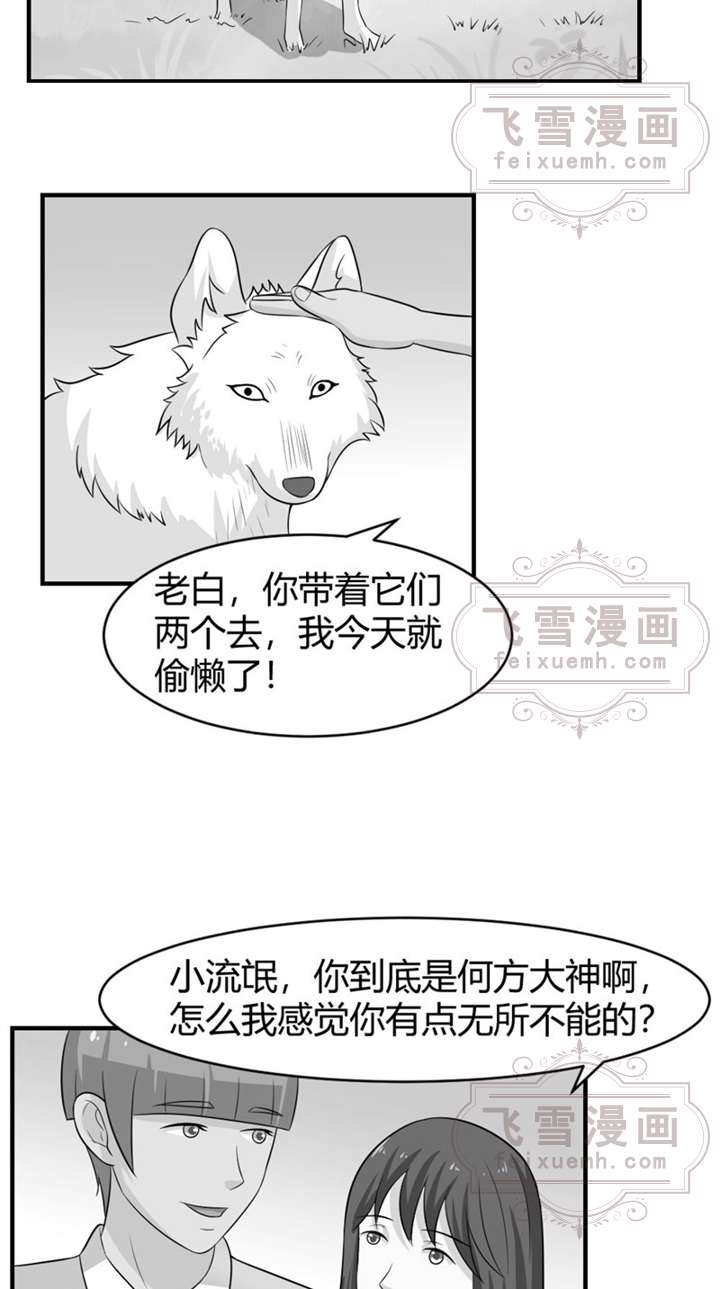 飞雪漫画
feixuemh.com
老白，你带着它们
两个去，我今天就
偷懒了！
飞雪漫画
feixuemh.com
小流氓，你到底是何方大神啊，
怎么我感觉你有点无所不能的？
飞雪漫画
feixuemh.com